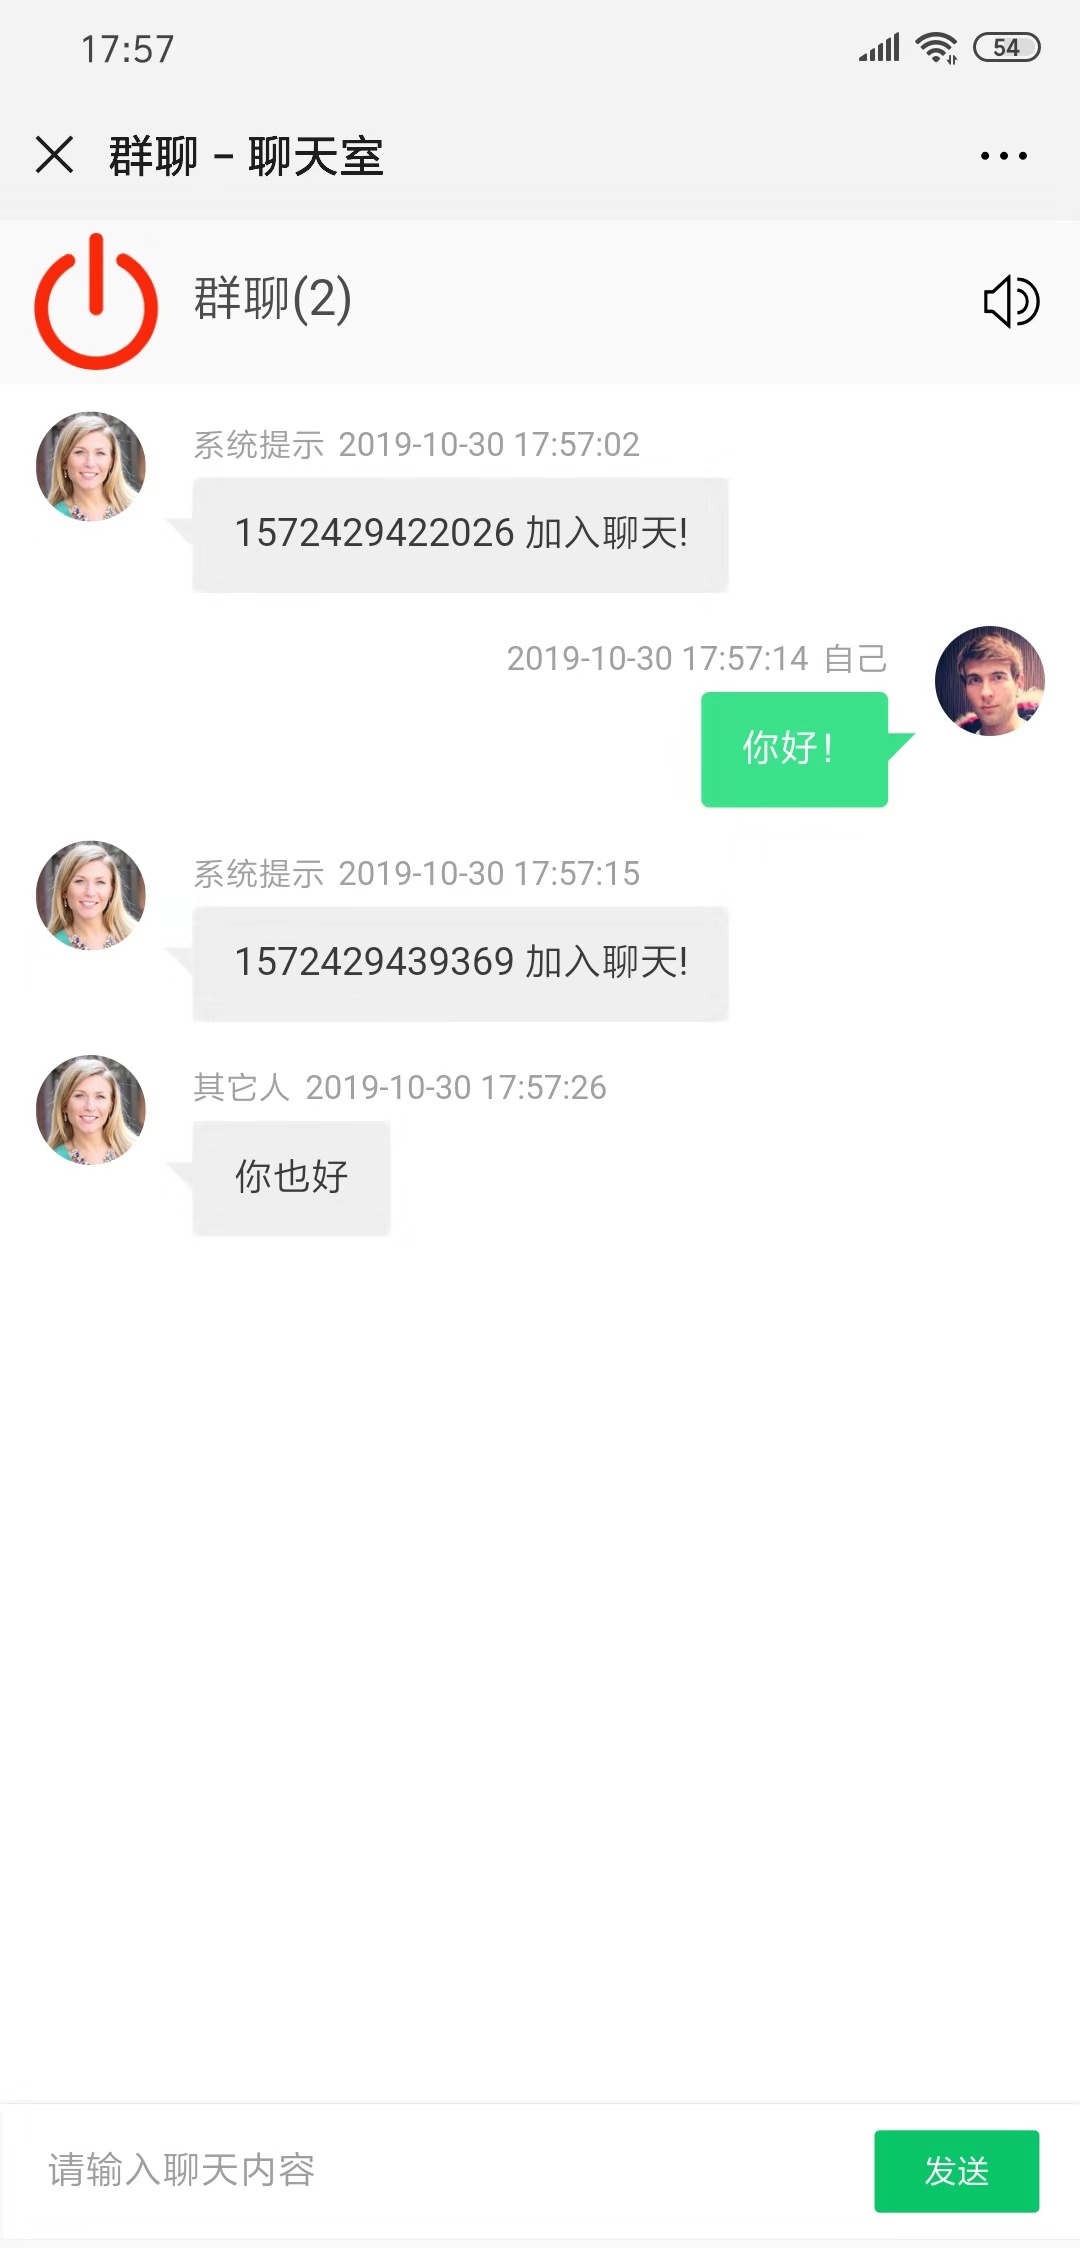 17:57
54
群聊 - 聊天室
群聊(2)
系统提示 2019-10-30 17:57:02
1572429422026 加入聊天!
2019-10-30 17:57:14 自己
你好！
系统提示 2019-10-30 17:57:15
1572429439369 加入聊天!
其它人 2019-10-30 17:57:26
你也好
请输入聊天内容
发送